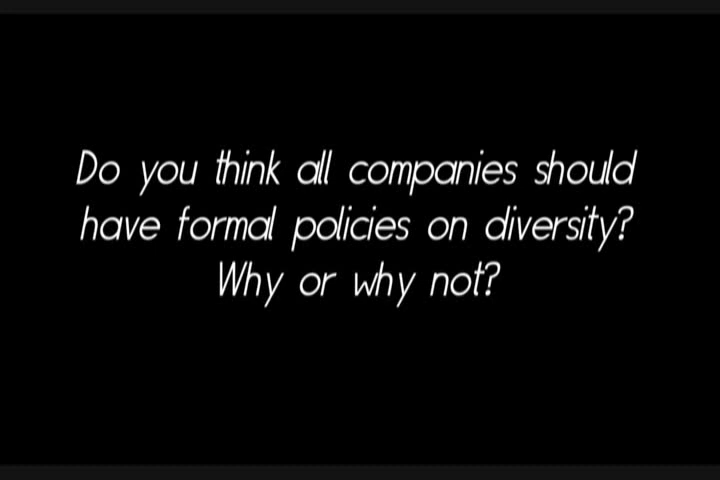 Do you think all companies should
have formal policies on diversity?
Why or why not?